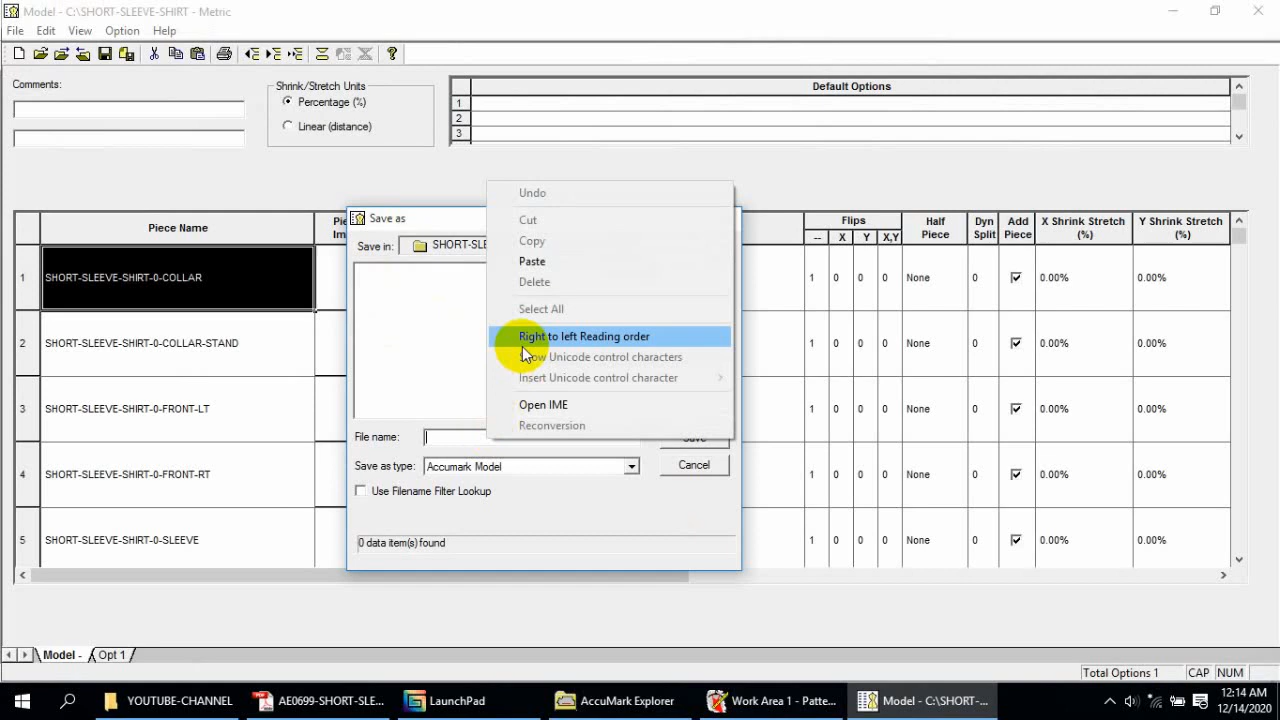 Model - C:\SHORT-SLEEVE-SHIRT - Metric
File Edit View Option Help
Comments:
Shrink/Stretch Units
Percentage (%)
Linear (distance)
Default Options
1
2
3
Piece Name
Flips
-- X Y X,Y
Half Piece
Dyn Split
Add Piece
X Shrink Stretch (%)
Y Shrink Stretch (%)
1 SHORT-SLEEVE-SHIRT-0-COLLAR 1 0 0 0 None 0 0.00% 0.00%
2 SHORT-SLEEVE-SHIRT-0-COLLAR-STAND 1 0 0 0 None 0 0.00% 0.00%
3 SHORT-SLEEVE-SHIRT-0-FRONT-LT 1 0 0 0 None 0 0.00% 0.00%
4 SHORT-SLEEVE-SHIRT-0-FRONT-RT 1 0 0 0 None 0 0.00% 0.00%
5 SHORT-SLEEVE-SHIRT-0-SLEEVE 1 0 0 0 None 0 0.00% 0.00%
Save as
Save in: SHORT-SLE
Undo
Cut
Copy
Paste
Delete
Select All
Right to left Reading order
Unicode control characters
Insert Unicode control character
Open IME
Reconversion
File name:
Save
Save as type: Accumark Model
Cancel
Use Filename Filter Lookup
0 data item(s) found
Model - Opt 1
Total Options 1 CAP NUM
YOUTUBE-CHANNEL AE0699-SHORT-SLE... LaunchPad AccuMark Explorer Work Area 1 - Patte... Model - C:\SHORT-...
12:14 AM
12/14/2020